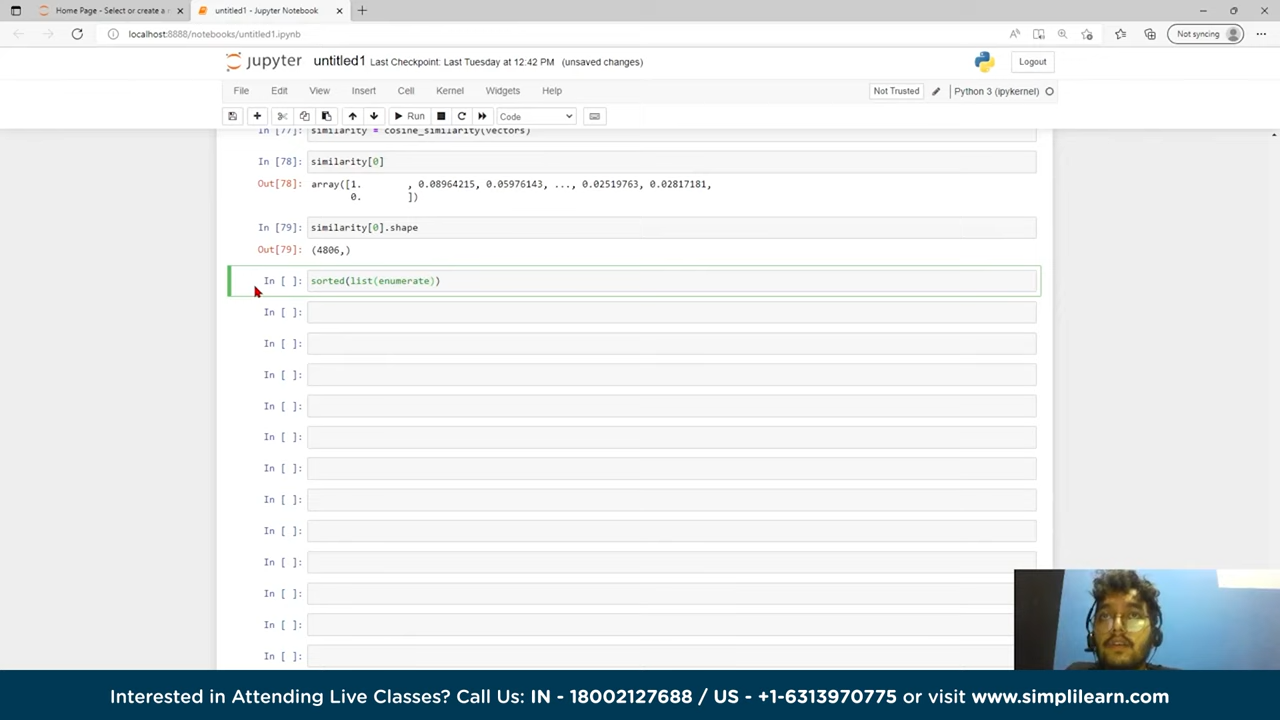 Home Page - Select or create a n
untitled1 - Jupyter Notebook
localhost:8888/notebooks/untitled1.ipynb
Not syncing
jupyter untitled1 Last Checkpoint: Last Tuesday at 12:42 PM (unsaved changes)
Logout
File Edit View Insert Cell Kernel Widgets Help
Not Trusted
Python 3 (ipykernel)
Run
Code
In [77]: similarity = cosine_similarity(vectors)
In [78]: similarity[0]
Out[78]: array([1. , 0.08964215, 0.05976143, ..., 0.02519763, 0.02817181,
0. ])
In [79]: similarity[0].shape
Out[79]: (4806,)
In [ ]: sorted(list(enumerate))
In [ ]:
In [ ]:
In [ ]:
In [ ]:
In [ ]:
In [ ]:
In [ ]:
In [ ]:
In [ ]:
In [ ]:
In [ ]:
In [ ]:
Interested in Attending Live Classes? Call Us: IN - 18002127688 / US - +1-6313970775 or visit www.simplilearn.com